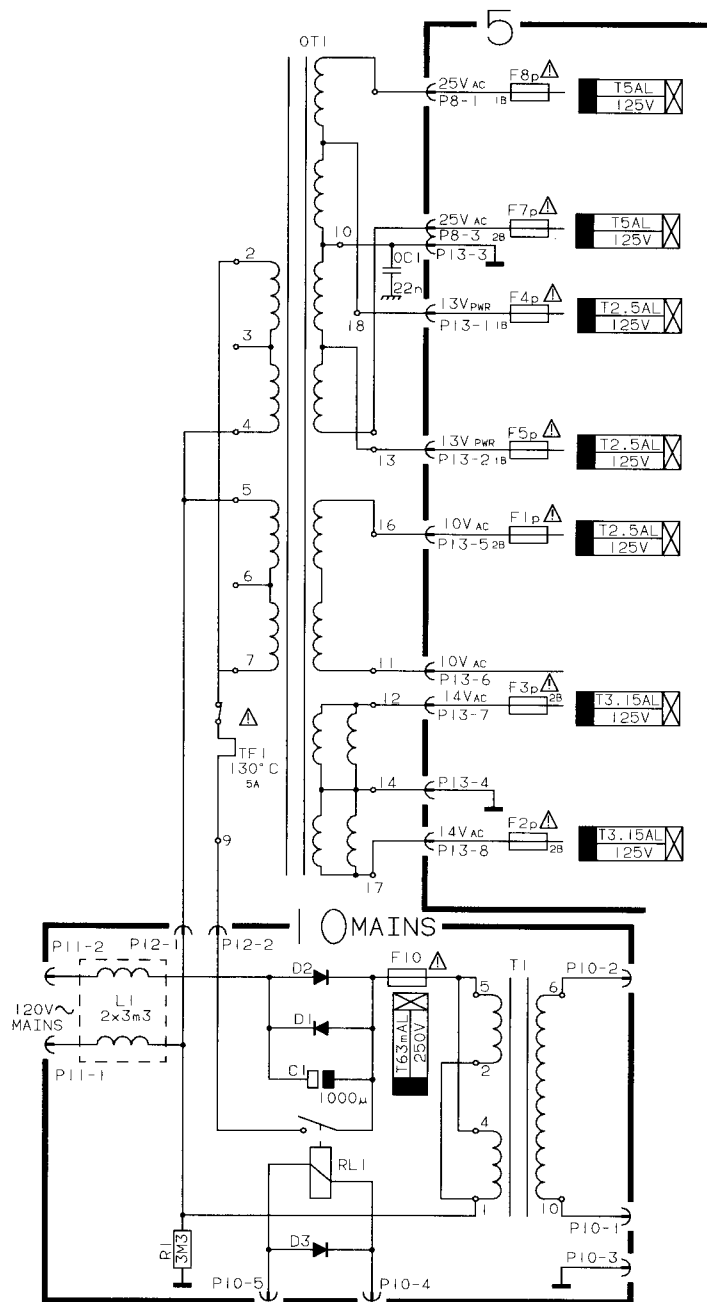 5
OT1
25V AC
P8-1
1B
F8p
T5AL
125V
25V AC
P8-3
2B
F7p
T5AL
125V
10
P13-3
OC1
22n
2
3
18
13V PWR
P13-1
1B
F4p
T2.5AL
125V
4
13
13V PWR
P13-2
1B
F5p
T2.5AL
125V
5
16
10V AC
P13-5
2B
F1p
T2.5AL
125V
6
7
11
10V AC
P13-6
12
14V AC
P13-7
F3p
2B
T3.15AL
125V
TF1
130°C
5A
14
P13-4
9
14V AC
P13-8
F2p
2B
T3.15AL
125V
17
10 MAINS
P11-2
P12-1
P12-2
D2
F10
T1
P10-2
5
6
120V~
MAINS
L1
2x3m3
D1
T63mAL
250V
P11-1
C1
1000µ
2
4
RL1
1
10
P10-1
R1
3M3
D3
P10-3
P10-5
P10-4